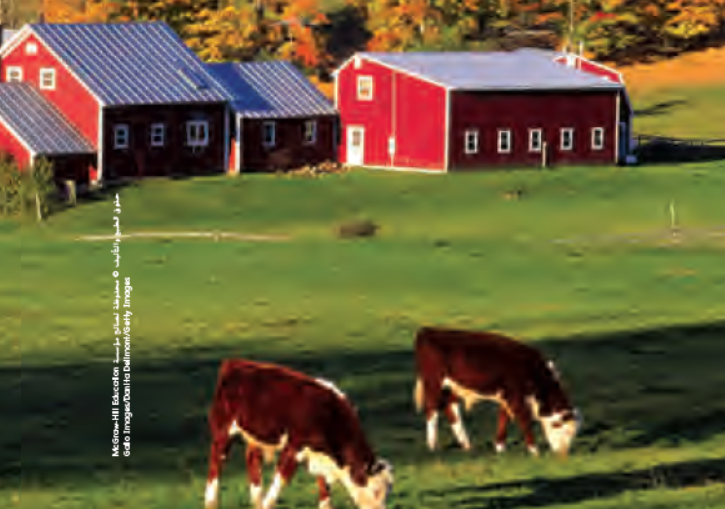 حقوق الطبع والتأليف © محفوظة لصالح مؤسسة McGraw-Hill Education
Gallo Images/Danita Delimont/Getty Images